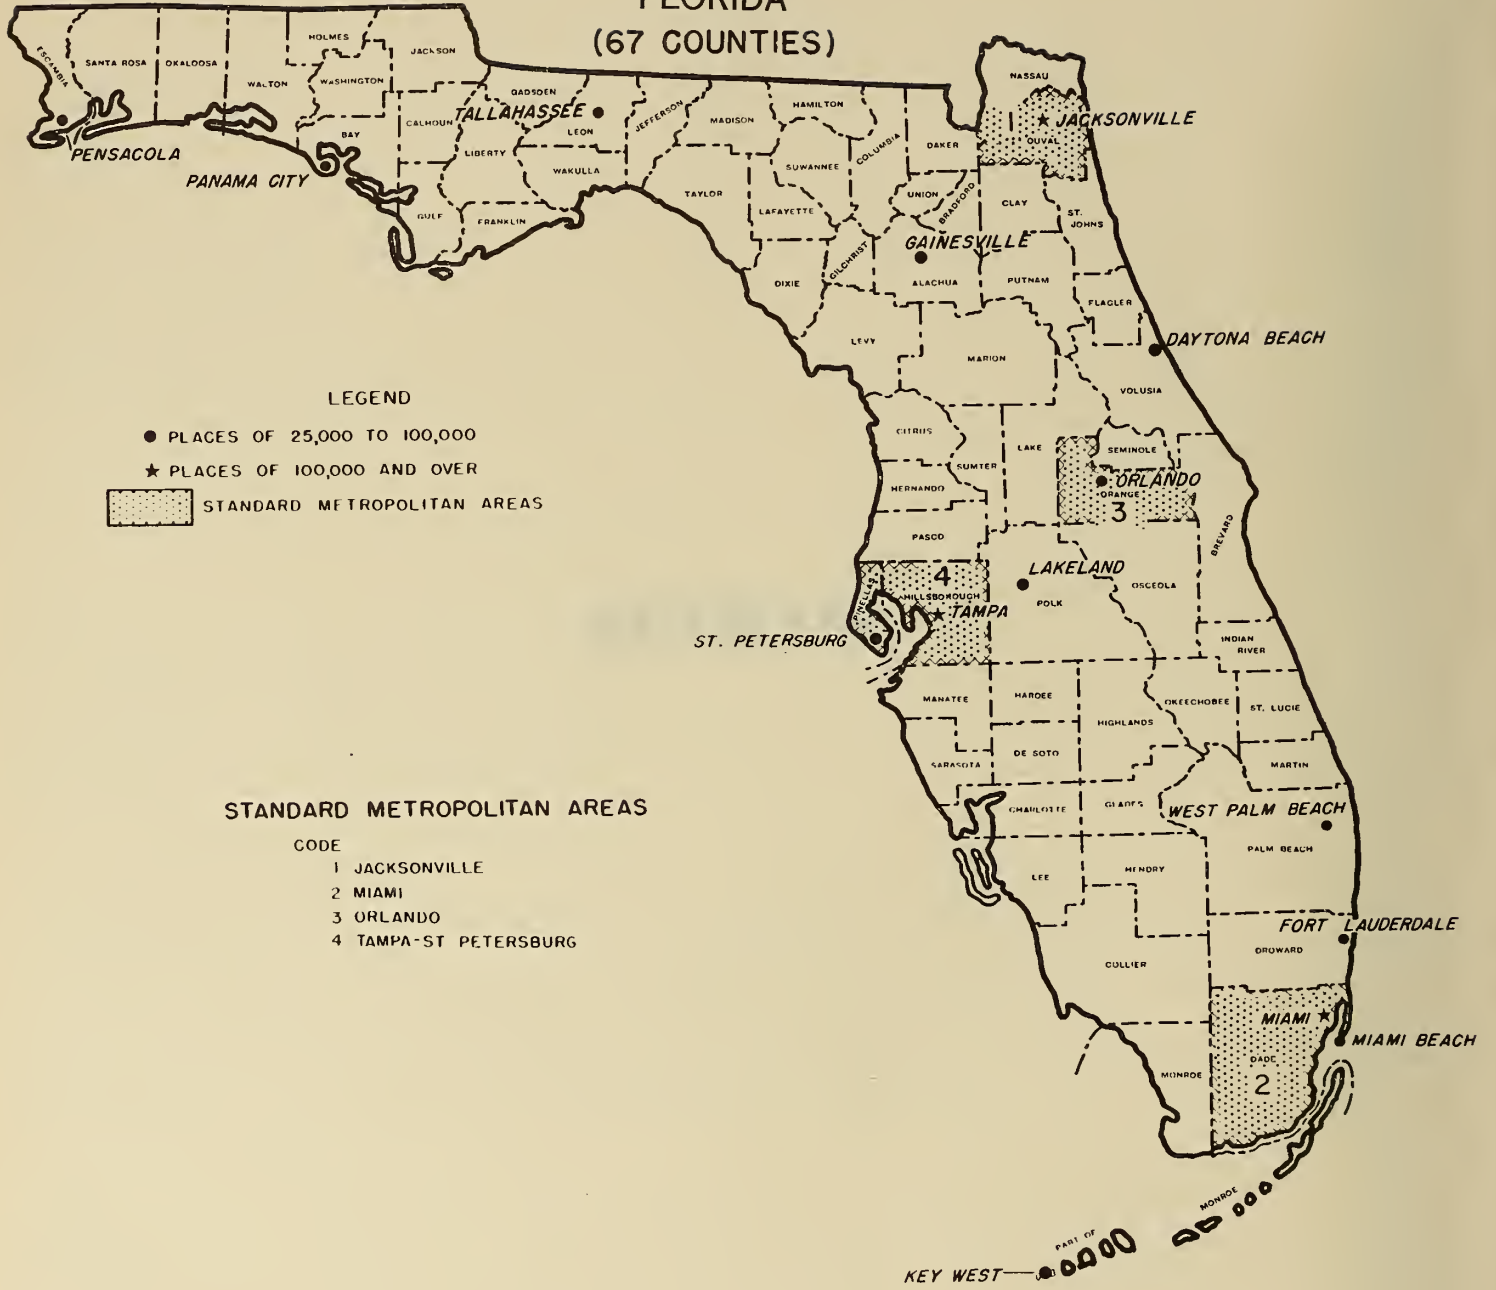 FLORIDA
(67 COUNTIES)
ESCAMBIA
SANTA ROSA
OKALOOSA
WALTON
HOLMES
WASHINGTON
JACKSON
BAY
CALHOUN
GULF
GADSDEN
TALLAHASSEE
LEON
LIBERTY
WAKULLA
FRANKLIN
JEFFERSON
MADISON
TAYLOR
HAMILTON
SUWANNEE
LAFAYETTE
COLUMBIA
DAKER
UNION
BRADFORD
NASSAU
1
JACKSONVILLE
DUVAL
CLAY
ST.
JOHNS
PENSACOLA
PANAMA CITY
GAINESVILLE
DIXIE
GILCHRIST
ALACHUA
PUTNAM
FLAGLER
LEVY
MARION
DAYTONA BEACH
VOLUSIA
LEGEND
PLACES OF 25,000 TO 100,000
PLACES OF 100,000 AND OVER
STANDARD METROPOLITAN AREAS
CITRUS
SUMTER
LAKE
SEMINOLE
HERNANDO
ORLANDO
ORANGE
3
PASCO
BREVARD
4
PINELLAS
HILLSBOROUGH
TAMPA
LAKELAND
POLK
OSCEOLA
ST. PETERSBURG
INDIAN
RIVER
MANATEE
HARDEE
HIGHLANDS
OKEECHOBEE
ST. LUCIE
SARASOTA
DE SOTO
MARTIN
CHARLOTTE
GLADES
WEST PALM BEACH
PALM BEACH
LEE
HENDRY
FORT LAUDERDALE
DROWARD
COLLIER
MIAMI
MIAMI BEACH
DADE
2
MONROE
STANDARD METROPOLITAN AREAS
CODE
1 JACKSONVILLE
2 MIAMI
3 ORLANDO
4 TAMPA-ST PETERSBURG
PART OF
MONROE
KEY WEST